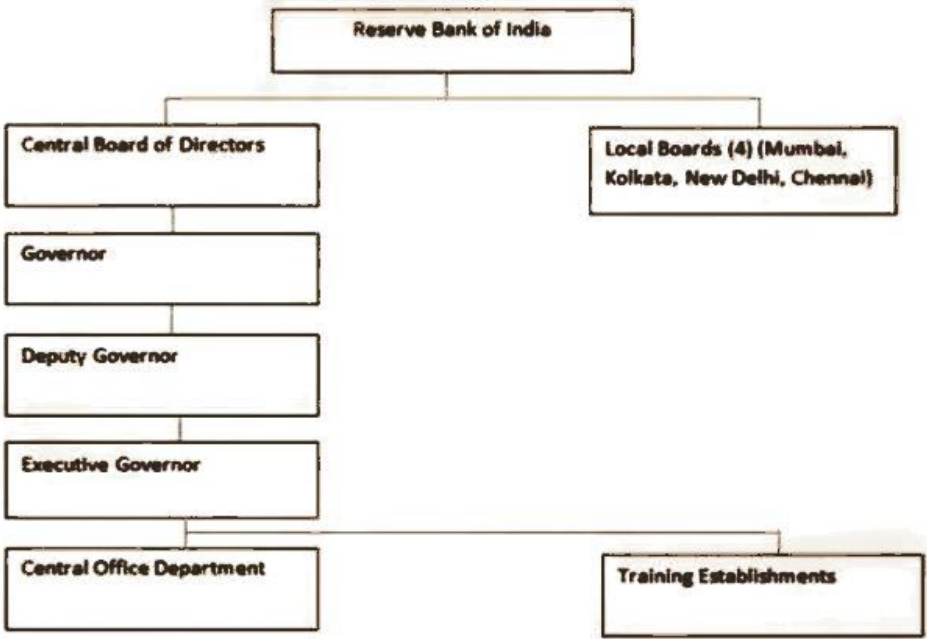 Reserve Bank of India
Central Board of Directors
Local Boards (4) (Mumbai,
Kolkata, New Delhi, Chennai)
Governor
Deputy Governor
Executive Governor
Central Office Department
Training Establishments